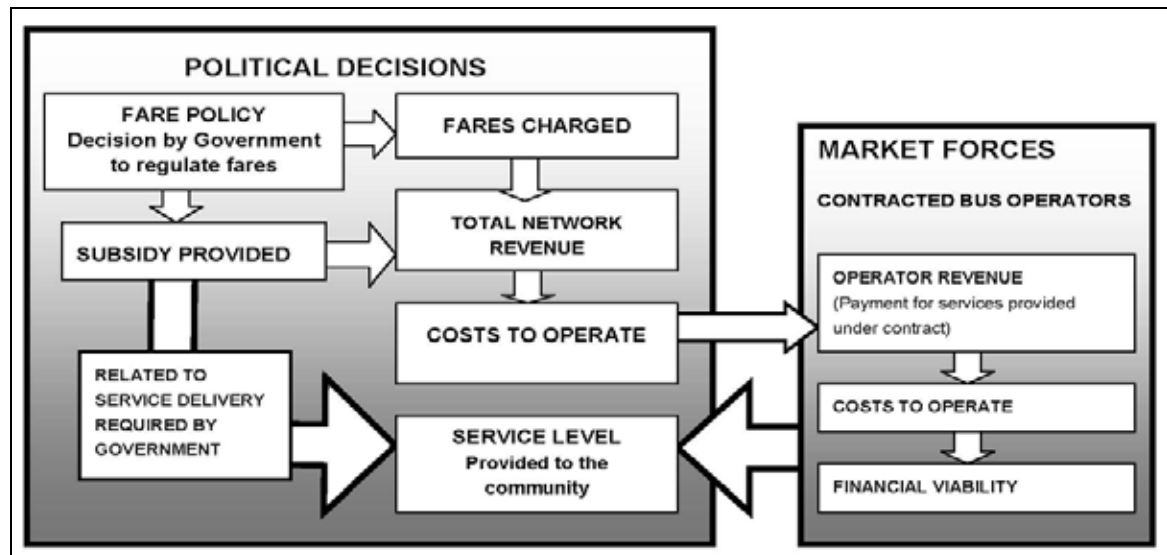 POLITICAL DECISIONS
FARE POLICY
Decision by Government
to regulate fares
FARES CHARGED
SUBSIDY PROVIDED
TOTAL NETWORK
REVENUE
COSTS TO OPERATE
RELATED TO
SERVICE DELIVERY
REQUIRED BY
GOVERNMENT
SERVICE LEVEL
Provided to the
community
MARKET FORCES
CONTRACTED BUS OPERATORS
OPERATOR REVENUE
(Payment for services provided
under contract)
COSTS TO OPERATE
FINANCIAL VIABILITY